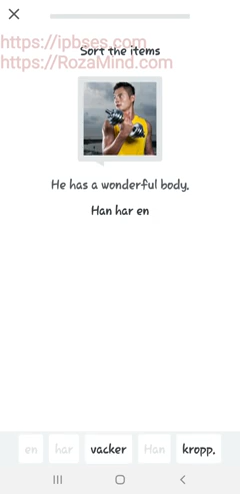 https://ipbses.com
Sort the items
https://RozaMind.com
He has a wonderful body.
Han har en
en har vacker Han kropp.